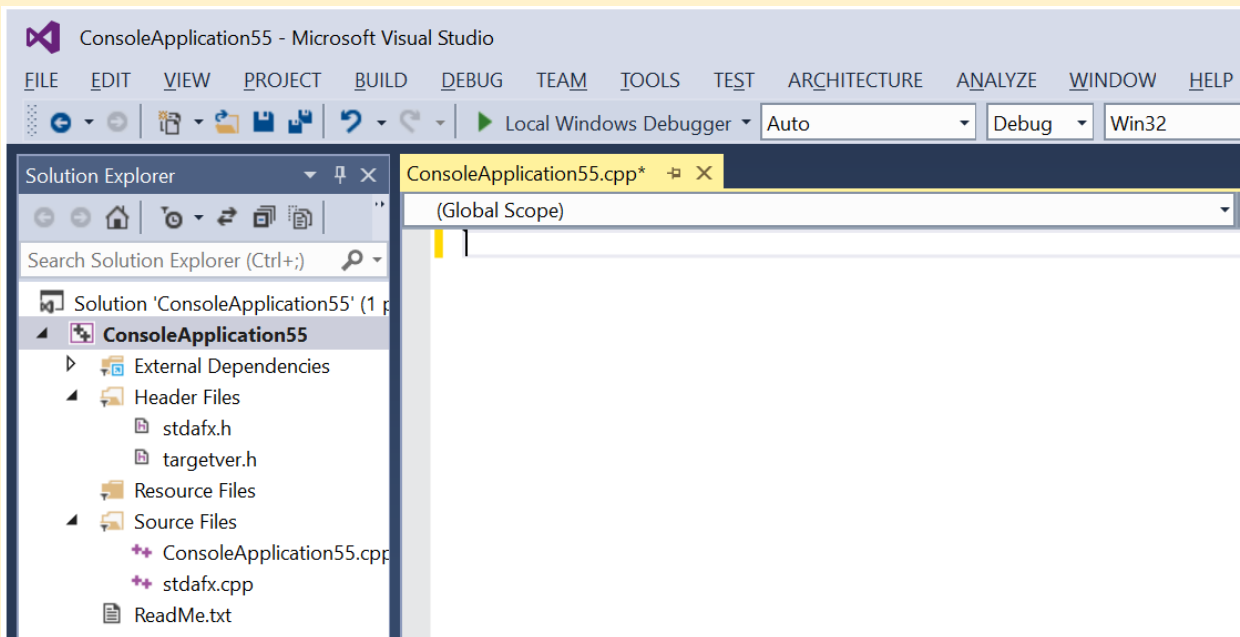 ConsoleApplication55 - Microsoft Visual Studio
FILE EDIT VIEW PROJECT BUILD DEBUG TEAM TOOLS TEST ARCHITECTURE ANALYZE WINDOW HELP
Local Windows Debugger Auto Debug Win32
Solution Explorer
ConsoleApplication55.cpp*
(Global Scope)
Search Solution Explorer (Ctrl+;)
Solution 'ConsoleApplication55' (1 p
ConsoleApplication55
External Dependencies
Header Files
stdafx.h
targetver.h
Resource Files
Source Files
ConsoleApplication55.cpp
stdafx.cpp
ReadMe.txt